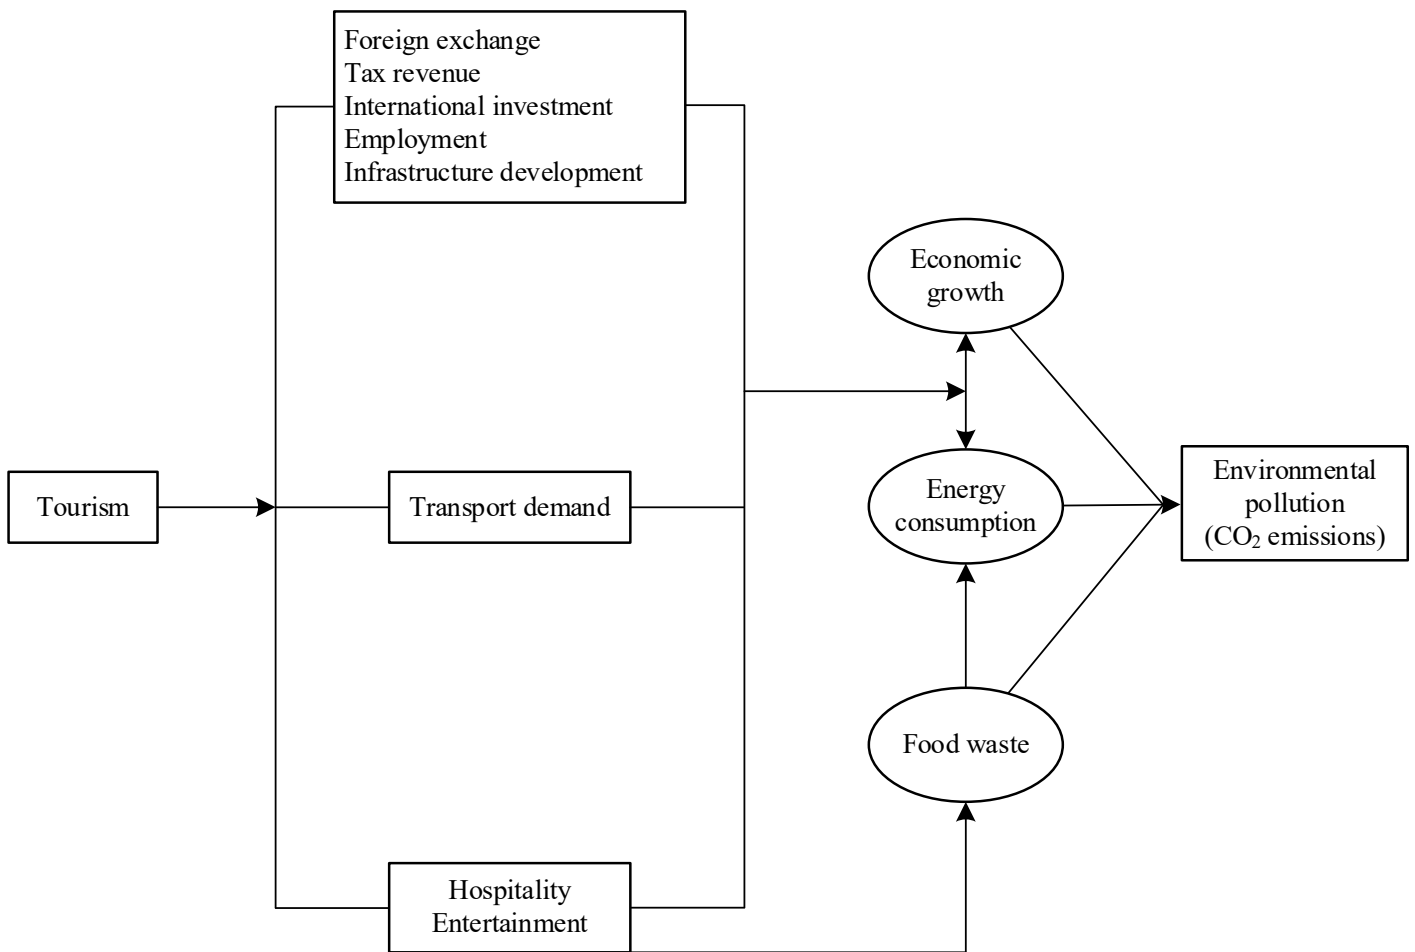 Foreign exchange
Tax revenue
International investment
Employment
Infrastructure development
Economic
growth
Tourism
Transport demand
Energy
consumption
Environmental
pollution
(CO₂ emissions)
Food waste
Hospitality
Entertainment